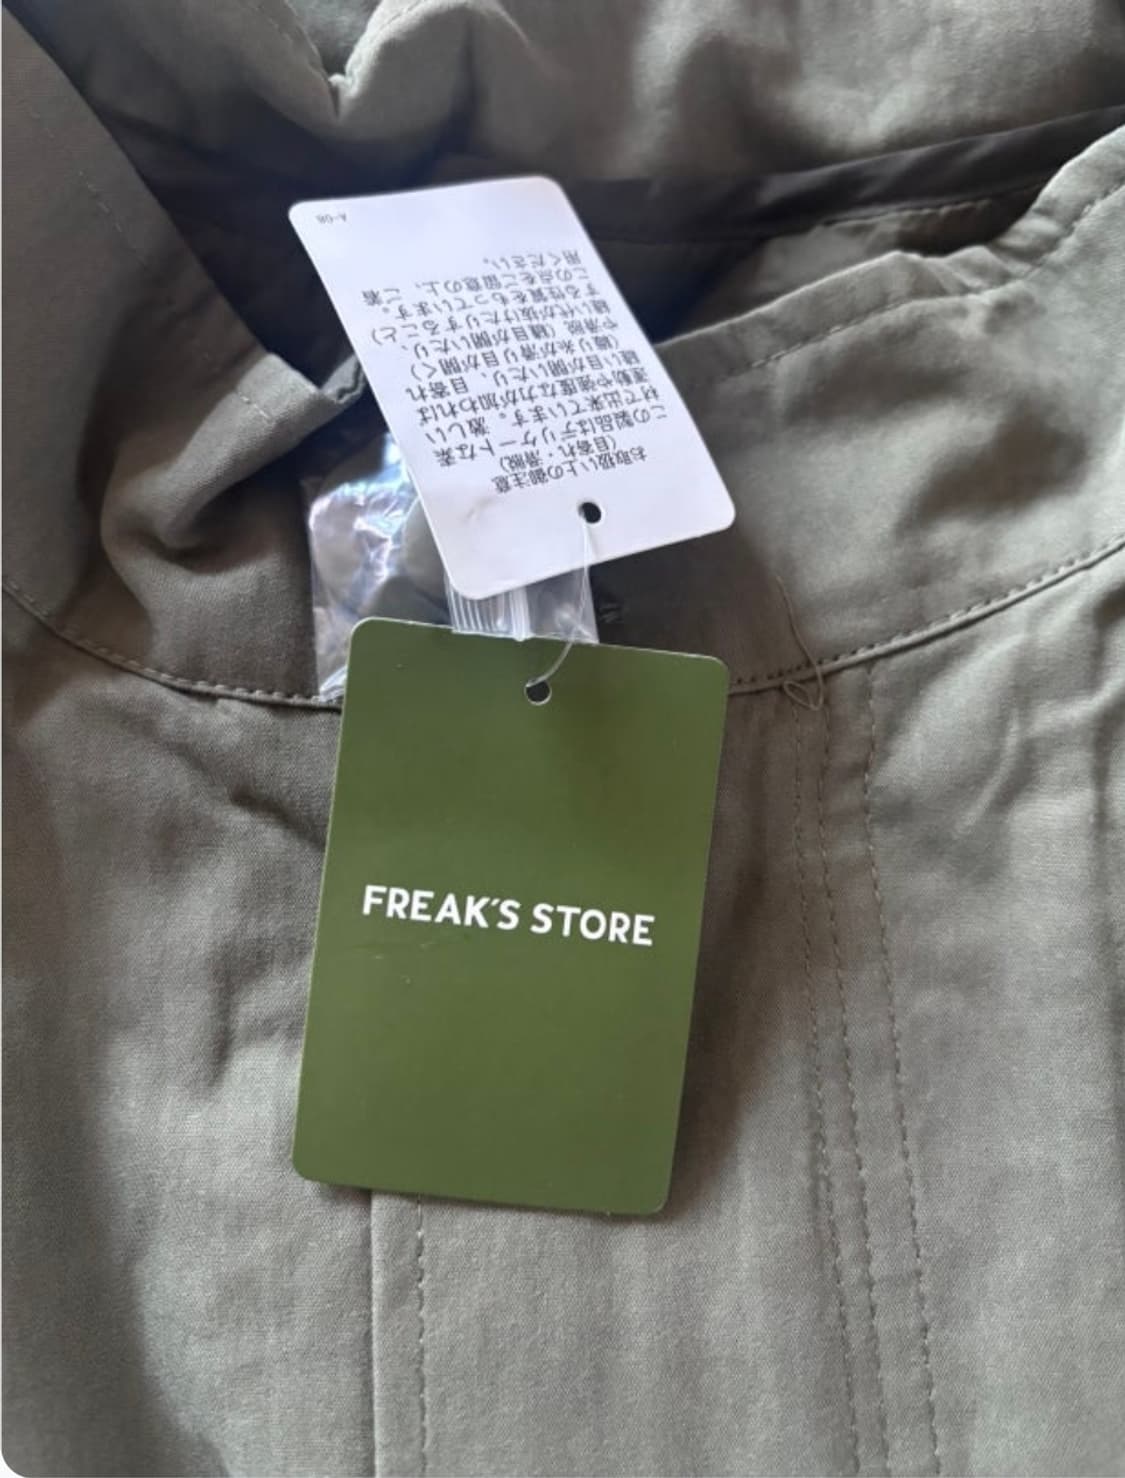 お取扱い上の御注意
(目寄れ・滑脱)
この製品はデリケートな素
材で出来ています。激しい
運動や強度な力が加われば
縫い目が開いたり、目寄れ
(織り糸が滑り目が開く)
や滑脱(縫目が開いたり、
縫い代が抜けたりすること)
する性質をもっています。
この点をご留意の上、ご着
用ください。
A-08
FREAK'S STORE